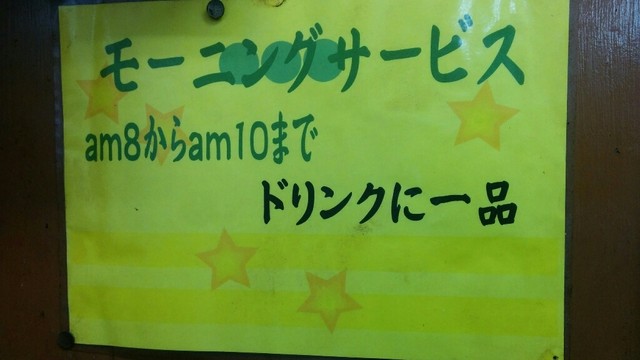 モーニングサービス
am8からam10まで
ドリンクに一品